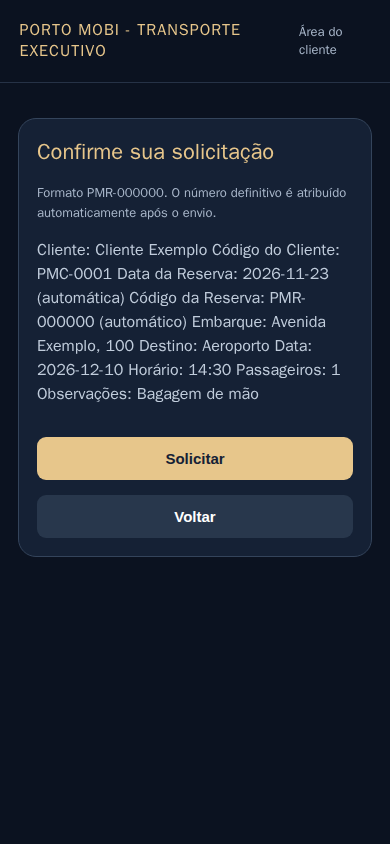 PORTO MOBI - TRANSPORTE
EXECUTIVO
Área do
cliente
Confirme sua solicitação
Formato PMR-000000. O número definitivo é atribuído
automaticamente após o envio.
Cliente: Cliente Exemplo Código do Cliente:
PMC-0001 Data da Reserva: 2026-11-23
(automática) Código da Reserva: PMR-
000000 (automático) Embarque: Avenida
Exemplo, 100 Destino: Aeroporto Data:
2026-12-10 Horário: 14:30 Passageiros: 1
Observações: Bagagem de mão
Solicitar
Voltar